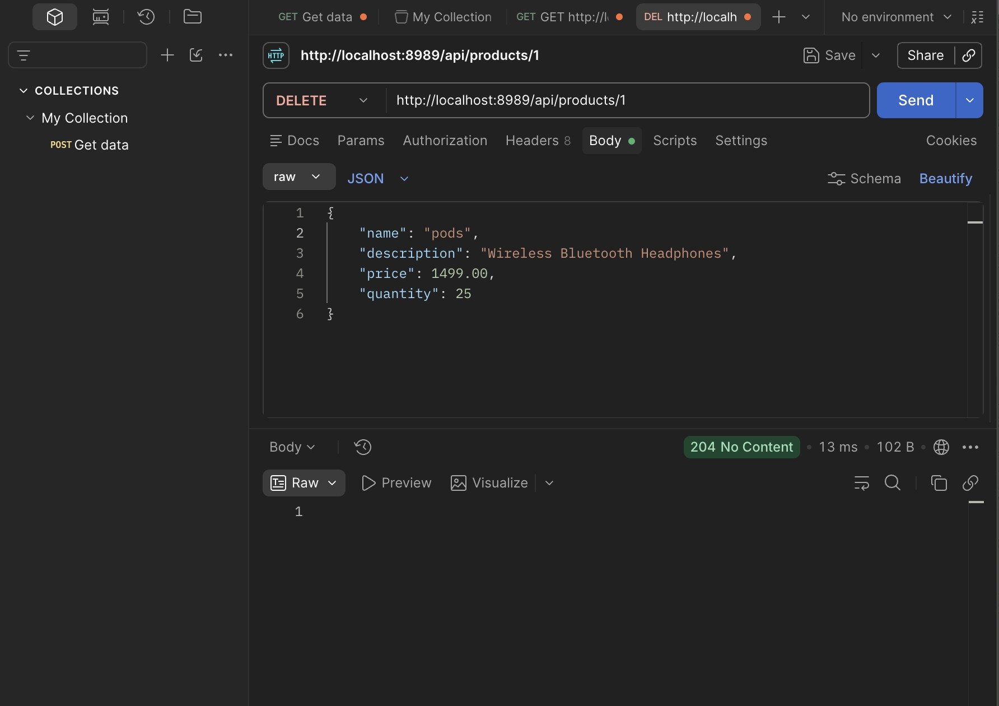 GET Get data
My Collection
GET GET http://l
DEL http://localh
No environment
HTTP http://localhost:8989/api/products/1
Save
Share
COLLECTIONS
My Collection
POST Get data
DELETE
http://localhost:8989/api/products/1
Send
Docs
Params
Authorization
Headers 8
Body
Scripts
Settings
Cookies
raw
JSON
Schema
Beautify
1 {
2 "name": "pods",
3 "description": "Wireless Bluetooth Headphones",
4 "price": 1499.00,
5 "quantity": 25
6 }
Body
204 No Content
13 ms
102 B
Raw
Preview
Visualize
1